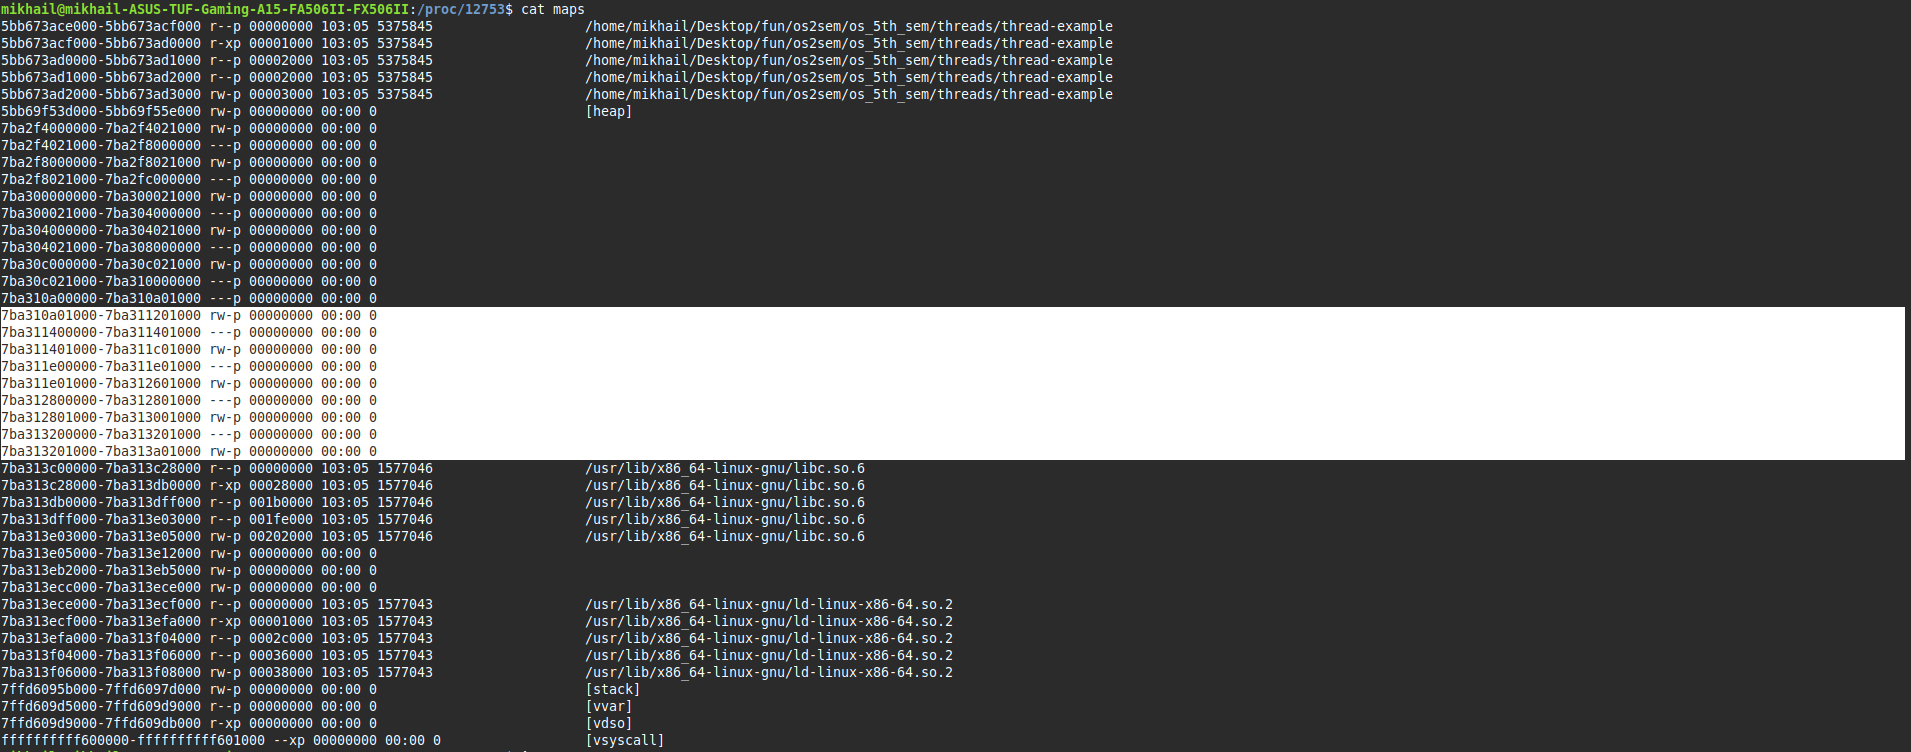 mikhail@mikhail-ASUS-TUF-Gaming-A15-FA506II-FX506II:/proc/12753$ cat maps
5bb673ace000-5bb673acf000 r--p 00000000 103:05 5375845 /home/mikhail/Desktop/fun/os2sem/os_5th_sem/threads/thread-example
5bb673acf000-5bb673ad0000 r-xp 00001000 103:05 5375845 /home/mikhail/Desktop/fun/os2sem/os_5th_sem/threads/thread-example
5bb673ad0000-5bb673ad1000 r--p 00002000 103:05 5375845 /home/mikhail/Desktop/fun/os2sem/os_5th_sem/threads/thread-example
5bb673ad1000-5bb673ad2000 r--p 00002000 103:05 5375845 /home/mikhail/Desktop/fun/os2sem/os_5th_sem/threads/thread-example
5bb673ad2000-5bb673ad3000 rw-p 00003000 103:05 5375845 /home/mikhail/Desktop/fun/os2sem/os_5th_sem/threads/thread-example
5bb69f53d000-5bb69f55e000 rw-p 00000000 00:00 0 [heap]
7ba2f4000000-7ba2f4021000 rw-p 00000000 00:00 0
7ba2f4021000-7ba2f8000000 ---p 00000000 00:00 0
7ba2f8000000-7ba2f8021000 rw-p 00000000 00:00 0
7ba2f8021000-7ba2fc000000 ---p 00000000 00:00 0
7ba300000000-7ba300021000 rw-p 00000000 00:00 0
7ba300021000-7ba304000000 ---p 00000000 00:00 0
7ba304000000-7ba304021000 rw-p 00000000 00:00 0
7ba304021000-7ba308000000 ---p 00000000 00:00 0
7ba30c000000-7ba30c021000 rw-p 00000000 00:00 0
7ba30c021000-7ba310000000 ---p 00000000 00:00 0
7ba310a00000-7ba310a01000 ---p 00000000 00:00 0
7ba310a01000-7ba311201000 rw-p 00000000 00:00 0
7ba311400000-7ba311401000 ---p 00000000 00:00 0
7ba311401000-7ba311c01000 rw-p 00000000 00:00 0
7ba311e00000-7ba311e01000 ---p 00000000 00:00 0
7ba311e01000-7ba312601000 rw-p 00000000 00:00 0
7ba312800000-7ba312801000 ---p 00000000 00:00 0
7ba312801000-7ba313001000 rw-p 00000000 00:00 0
7ba313200000-7ba313201000 ---p 00000000 00:00 0
7ba313201000-7ba313a01000 rw-p 00000000 00:00 0
7ba313c00000-7ba313c28000 r--p 00000000 103:05 1577046 /usr/lib/x86_64-linux-gnu/libc.so.6
7ba313c28000-7ba313db0000 r-xp 00028000 103:05 1577046 /usr/lib/x86_64-linux-gnu/libc.so.6
7ba313db0000-7ba313dff000 r--p 001b0000 103:05 1577046 /usr/lib/x86_64-linux-gnu/libc.so.6
7ba313dff000-7ba313e03000 r--p 001fe000 103:05 1577046 /usr/lib/x86_64-linux-gnu/libc.so.6
7ba313e03000-7ba313e05000 rw-p 00202000 103:05 1577046 /usr/lib/x86_64-linux-gnu/libc.so.6
7ba313e05000-7ba313e12000 rw-p 00000000 00:00 0
7ba313eb2000-7ba313eb5000 rw-p 00000000 00:00 0
7ba313ecc000-7ba313ece000 rw-p 00000000 00:00 0
7ba313ece000-7ba313ecf000 r--p 00000000 103:05 1577043 /usr/lib/x86_64-linux-gnu/ld-linux-x86-64.so.2
7ba313ecf000-7ba313efa000 r-xp 00001000 103:05 1577043 /usr/lib/x86_64-linux-gnu/ld-linux-x86-64.so.2
7ba313efa000-7ba313f04000 r--p 0002c000 103:05 1577043 /usr/lib/x86_64-linux-gnu/ld-linux-x86-64.so.2
7ba313f04000-7ba313f06000 r--p 00036000 103:05 1577043 /usr/lib/x86_64-linux-gnu/ld-linux-x86-64.so.2
7ba313f06000-7ba313f08000 rw-p 00038000 103:05 1577043 /usr/lib/x86_64-linux-gnu/ld-linux-x86-64.so.2
7ffd6095b000-7ffd6097d000 rw-p 00000000 00:00 0 [stack]
7ffd609d5000-7ffd609d9000 r--p 00000000 00:00 0 [vvar]
7ffd609d9000-7ffd609db000 r-xp 00000000 00:00 0 [vdso]
ffffffffff600000-ffffffffff601000 --xp 00000000 00:00 0 [vsyscall]